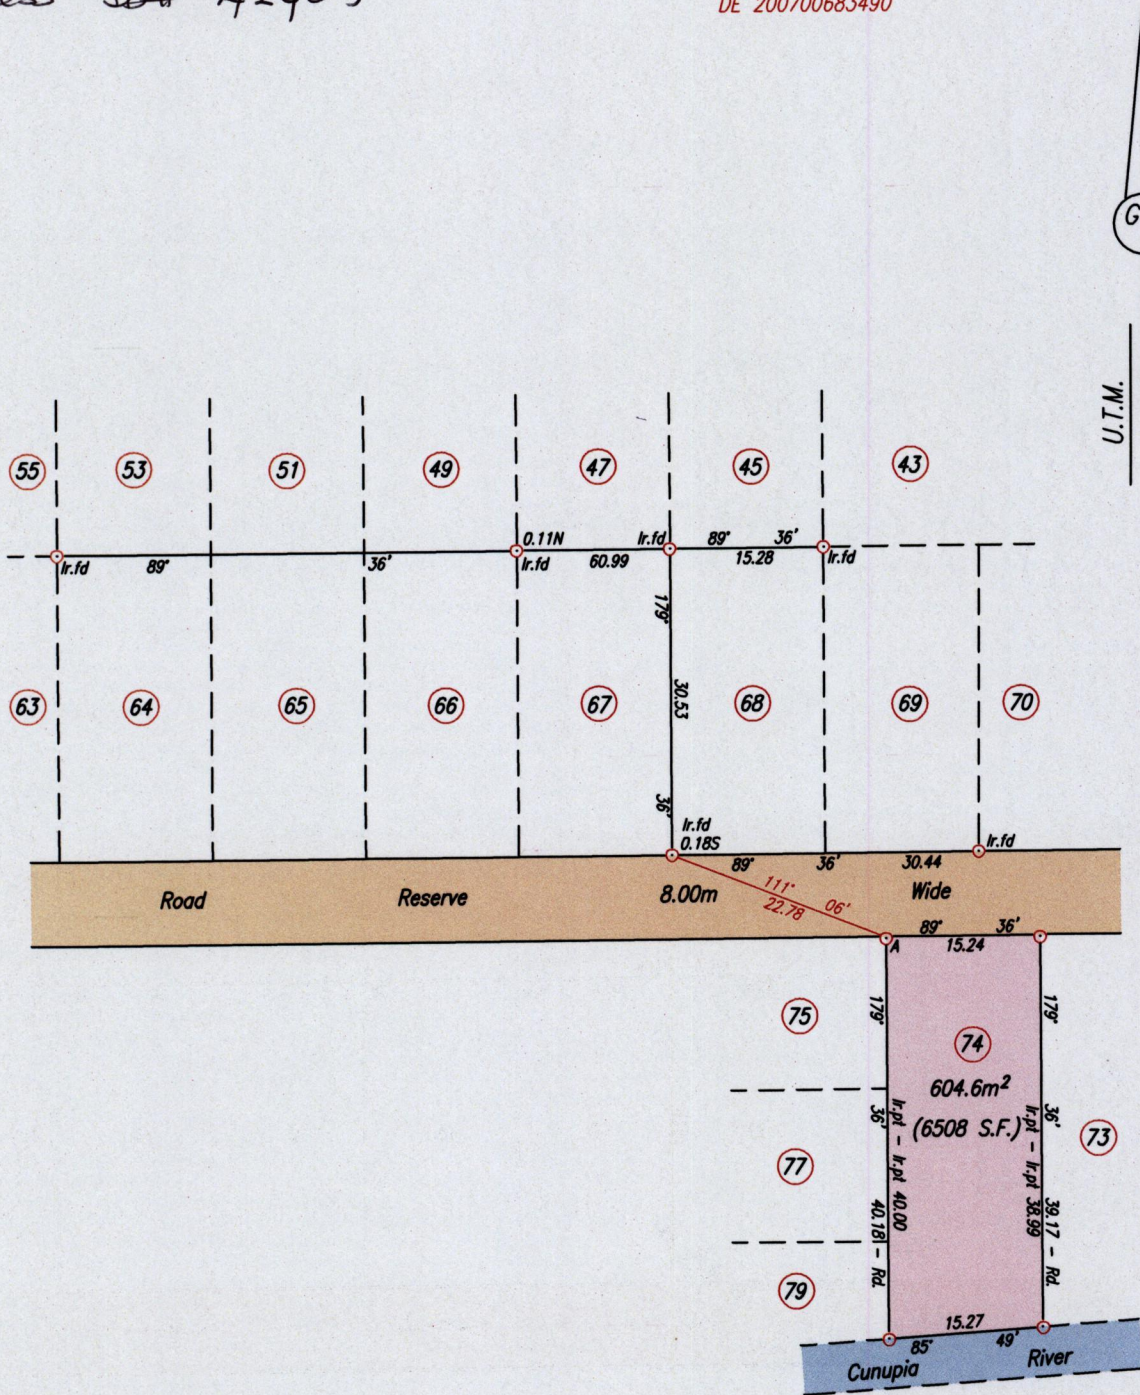 DE 200700683490
G
U.T.M.
55 53 51 49 47 45 43
0.11N Ir.fd 89° 36'
Ir.fd 89° 36' Ir.fd 60.99 15.28 Ir.fd
179°
30.53
36'
63 64 65 66 67 68 69 70
Ir.fd
0.18S Ir.fd
89° 36' 30.44
Road Reserve 8.00m Wide
111° 06'
22.78
89° 36'
A 15.24
75
179°
179°
74
604.6m²
(6508 S.F.)
36'
Ir.pt - Ir.pt 40.00
40.18 - Rd.
Ir.pt - Ir.pt 38.99
36'
39.17 - Rd.
73
77
79
15.27
85° 49'
Cunupia River